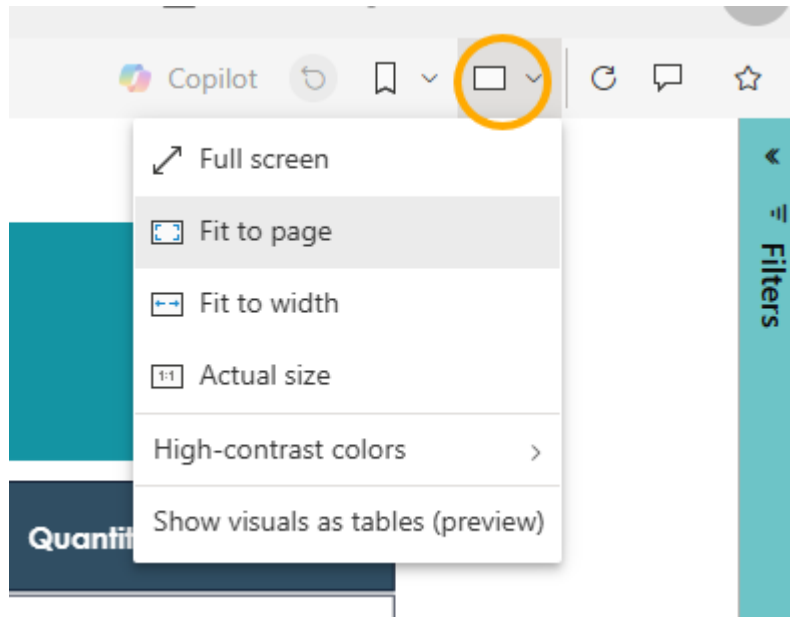 Copilot
Full screen
Fit to page
Fit to width
1:1 Actual size
High-contrast colors
Show visuals as tables (preview)
Filters